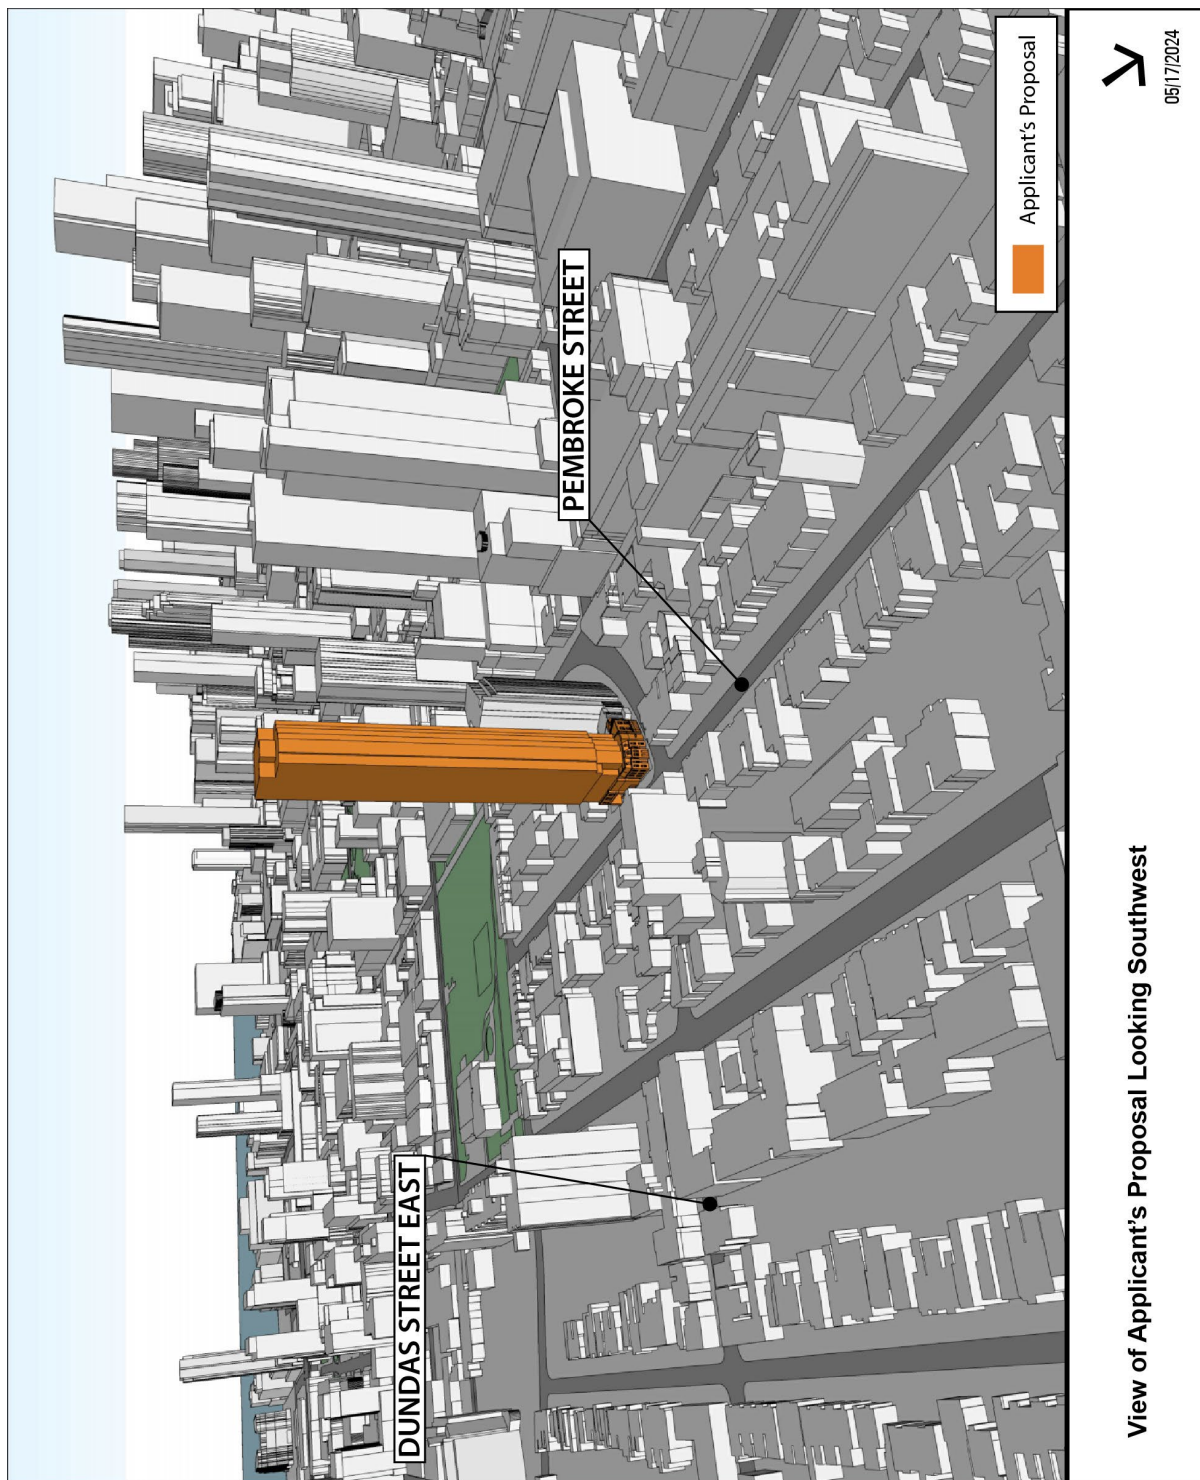 PEMBROKE STREET
DUNDAS STREET EAST
Applicant's Proposal
View of Applicant's Proposal Looking Southwest
05/17/2024